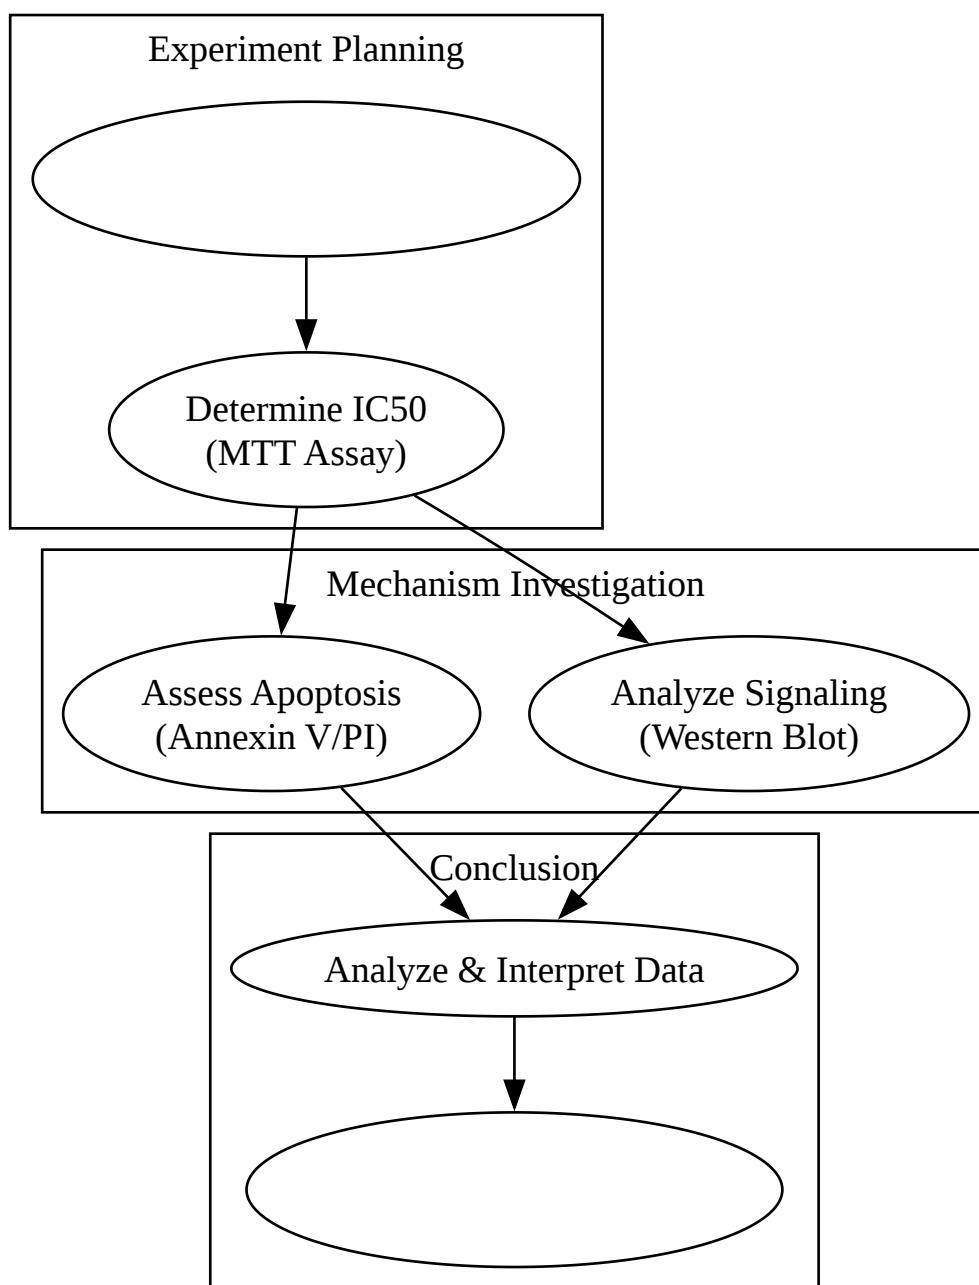 Experiment Planning
Determine IC50
(MTT Assay)
Mechanism Investigation
Assess Apoptosis
(Annexin V/PI)
Analyze Signaling
(Western Blot)
Conclusion
Analyze & Interpret Data